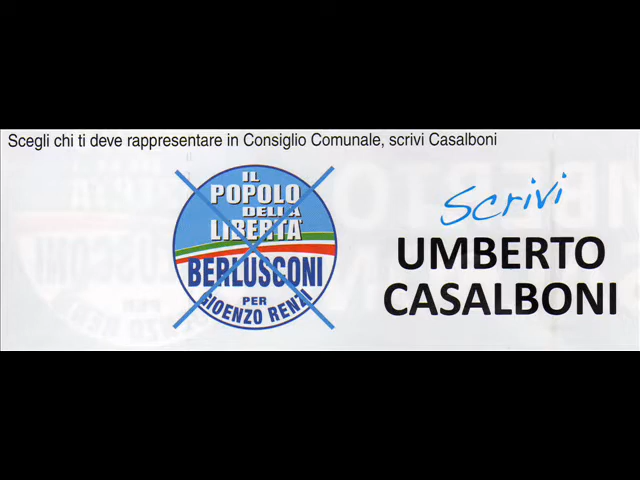 Scegli chi ti deve rappresentare in Consiglio Comunale, scrivi Casalboni
IL
POPOLO
DELLA
LIBERTA'
BERLUSCONI
PER
GIOENZO RENZI
Scrivi
UMBERTO
CASALBONI